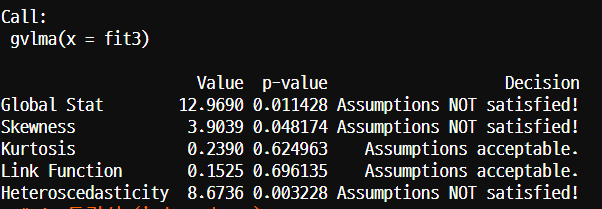 Call:
 gvlma(x = fit3)

                    Value  p-value                   Decision
Global Stat        12.9690 0.011428 Assumptions NOT satisfied!
Skewness            3.9039 0.048174 Assumptions NOT satisfied!
Kurtosis            0.2390 0.624963    Assumptions acceptable.
Link Function       0.1525 0.696135    Assumptions acceptable.
Heteroscedasticity  8.6736 0.003228 Assumptions NOT satisfied!